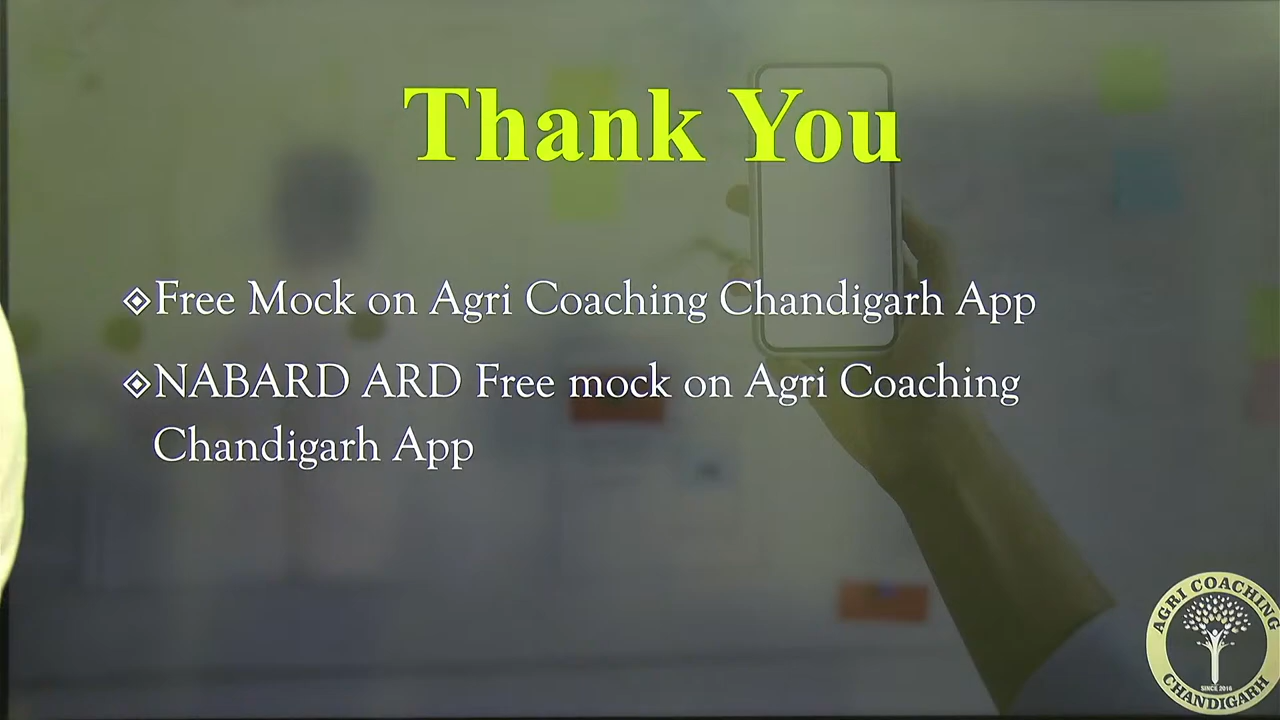 Thank You
Free Mock on Agri Coaching Chandigarh App
NABARD ARD Free mock on Agri Coaching
Chandigarh App
AGRI COACHING
SINCE 2016
CHANDIGARH